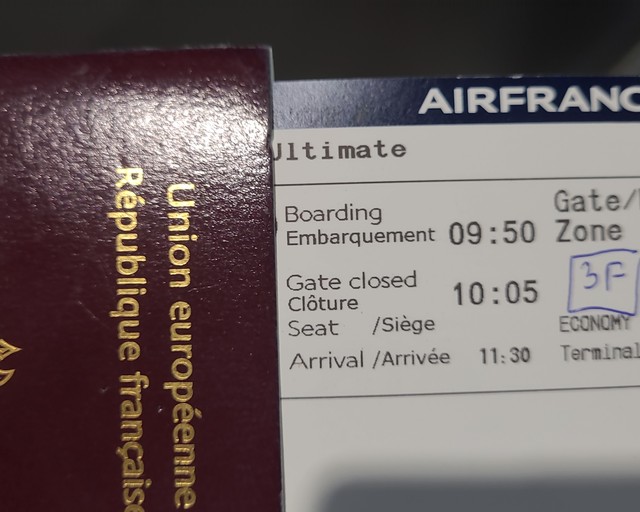 Union européenne
République française
AIRFRANC
Ultimate
Boarding
Embarquement 09:50
Gate/
Zone
Gate closed
Clôture 10:05
3F
Seat /Siège
ECONOMY
Arrival /Arrivée 11:30
Terminal